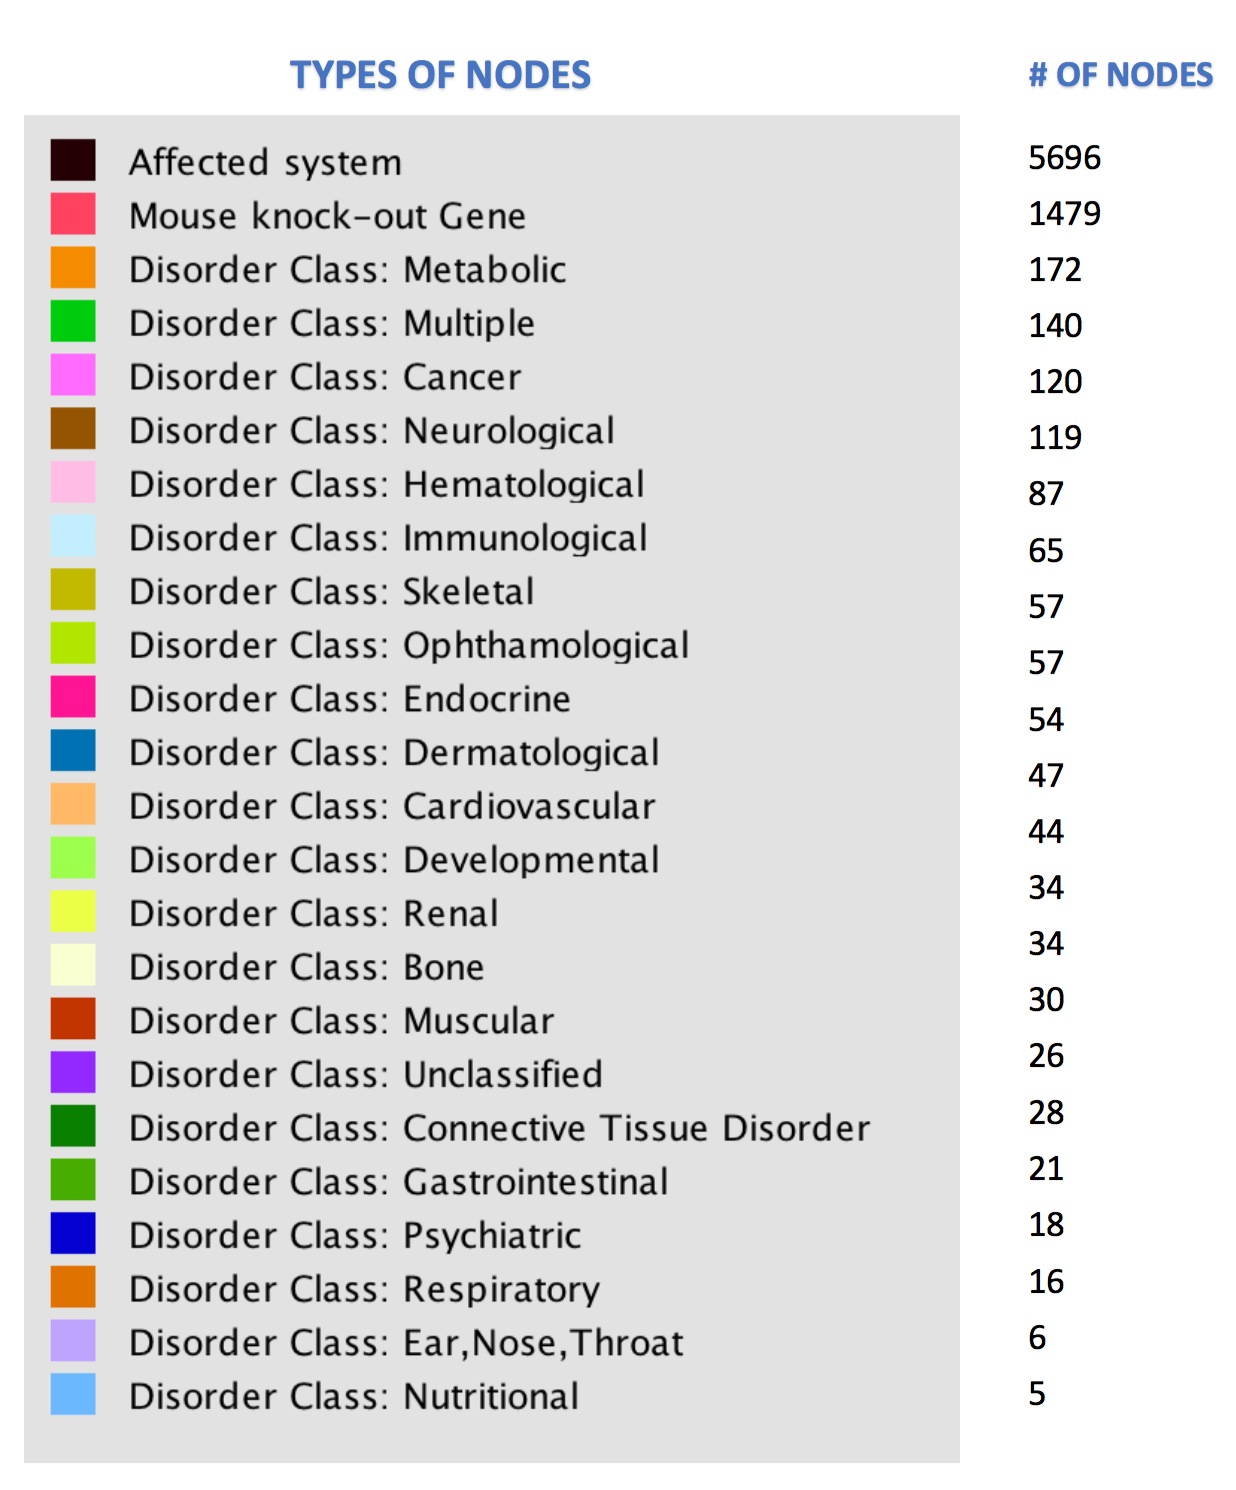 TYPES OF NODES # OF NODES
Affected system 5696
Mouse knock-out Gene 1479
Disorder Class: Metabolic 172
Disorder Class: Multiple 140
Disorder Class: Cancer 120
Disorder Class: Neurological 119
Disorder Class: Hematological 87
Disorder Class: Immunological 65
Disorder Class: Skeletal 57
Disorder Class: Ophthamological 57
Disorder Class: Endocrine 54
Disorder Class: Dermatological 47
Disorder Class: Cardiovascular 44
Disorder Class: Developmental 34
Disorder Class: Renal 34
Disorder Class: Bone 30
Disorder Class: Muscular 26
Disorder Class: Unclassified 28
Disorder Class: Connective Tissue Disorder 21
Disorder Class: Gastrointestinal 18
Disorder Class: Psychiatric 16
Disorder Class: Respiratory 6
Disorder Class: Ear,Nose,Throat 5
Disorder Class: Nutritional